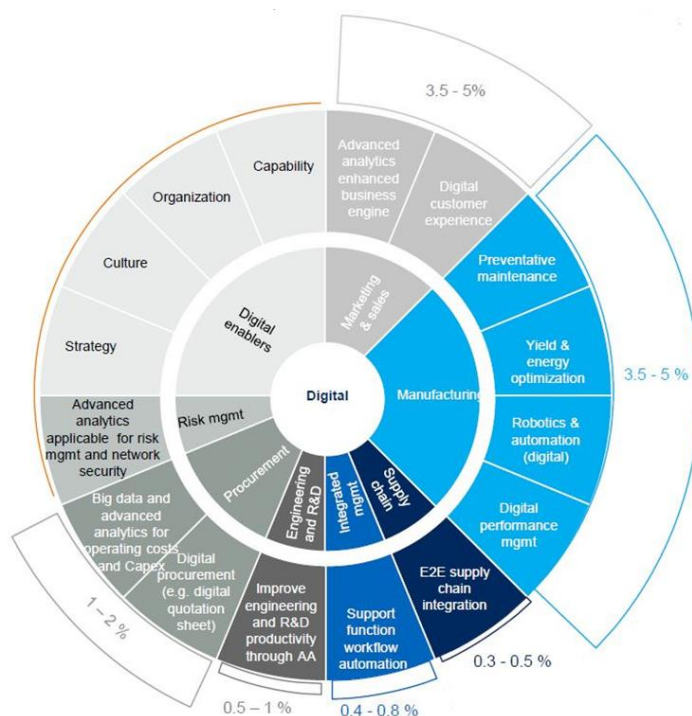 3.5 - 5%
Advanced
analytics
enhanced
business
engine
Digital
customer
experience
Preventative
maintenance
Yield &
energy
optimization
3.5 - 5 %
Robotics &
automation
(digital)
Digital
performance
mgmt
E2E supply
chain
integration
0.3 - 0.5 %
Support
function
workflow
automation
0.4 - 0.8 %
Improve
engineering
and R&D
productivity
through AA
0.5 – 1 %
Digital
procurement
(e.g. digital
quotation
sheet)
Big data and
advanced
analytics for
operating costs
and Capex
1 – 2 %
Advanced
analytics
applicable for risk
mgmt and network
security
Strategy
Culture
Organization
Capability
Digital
enablers
Marketing
& sales
Manufacturing
Supply
chain
Integrated
mgmt
Engineering
and R&D
Procurement
Risk mgmt
Digital